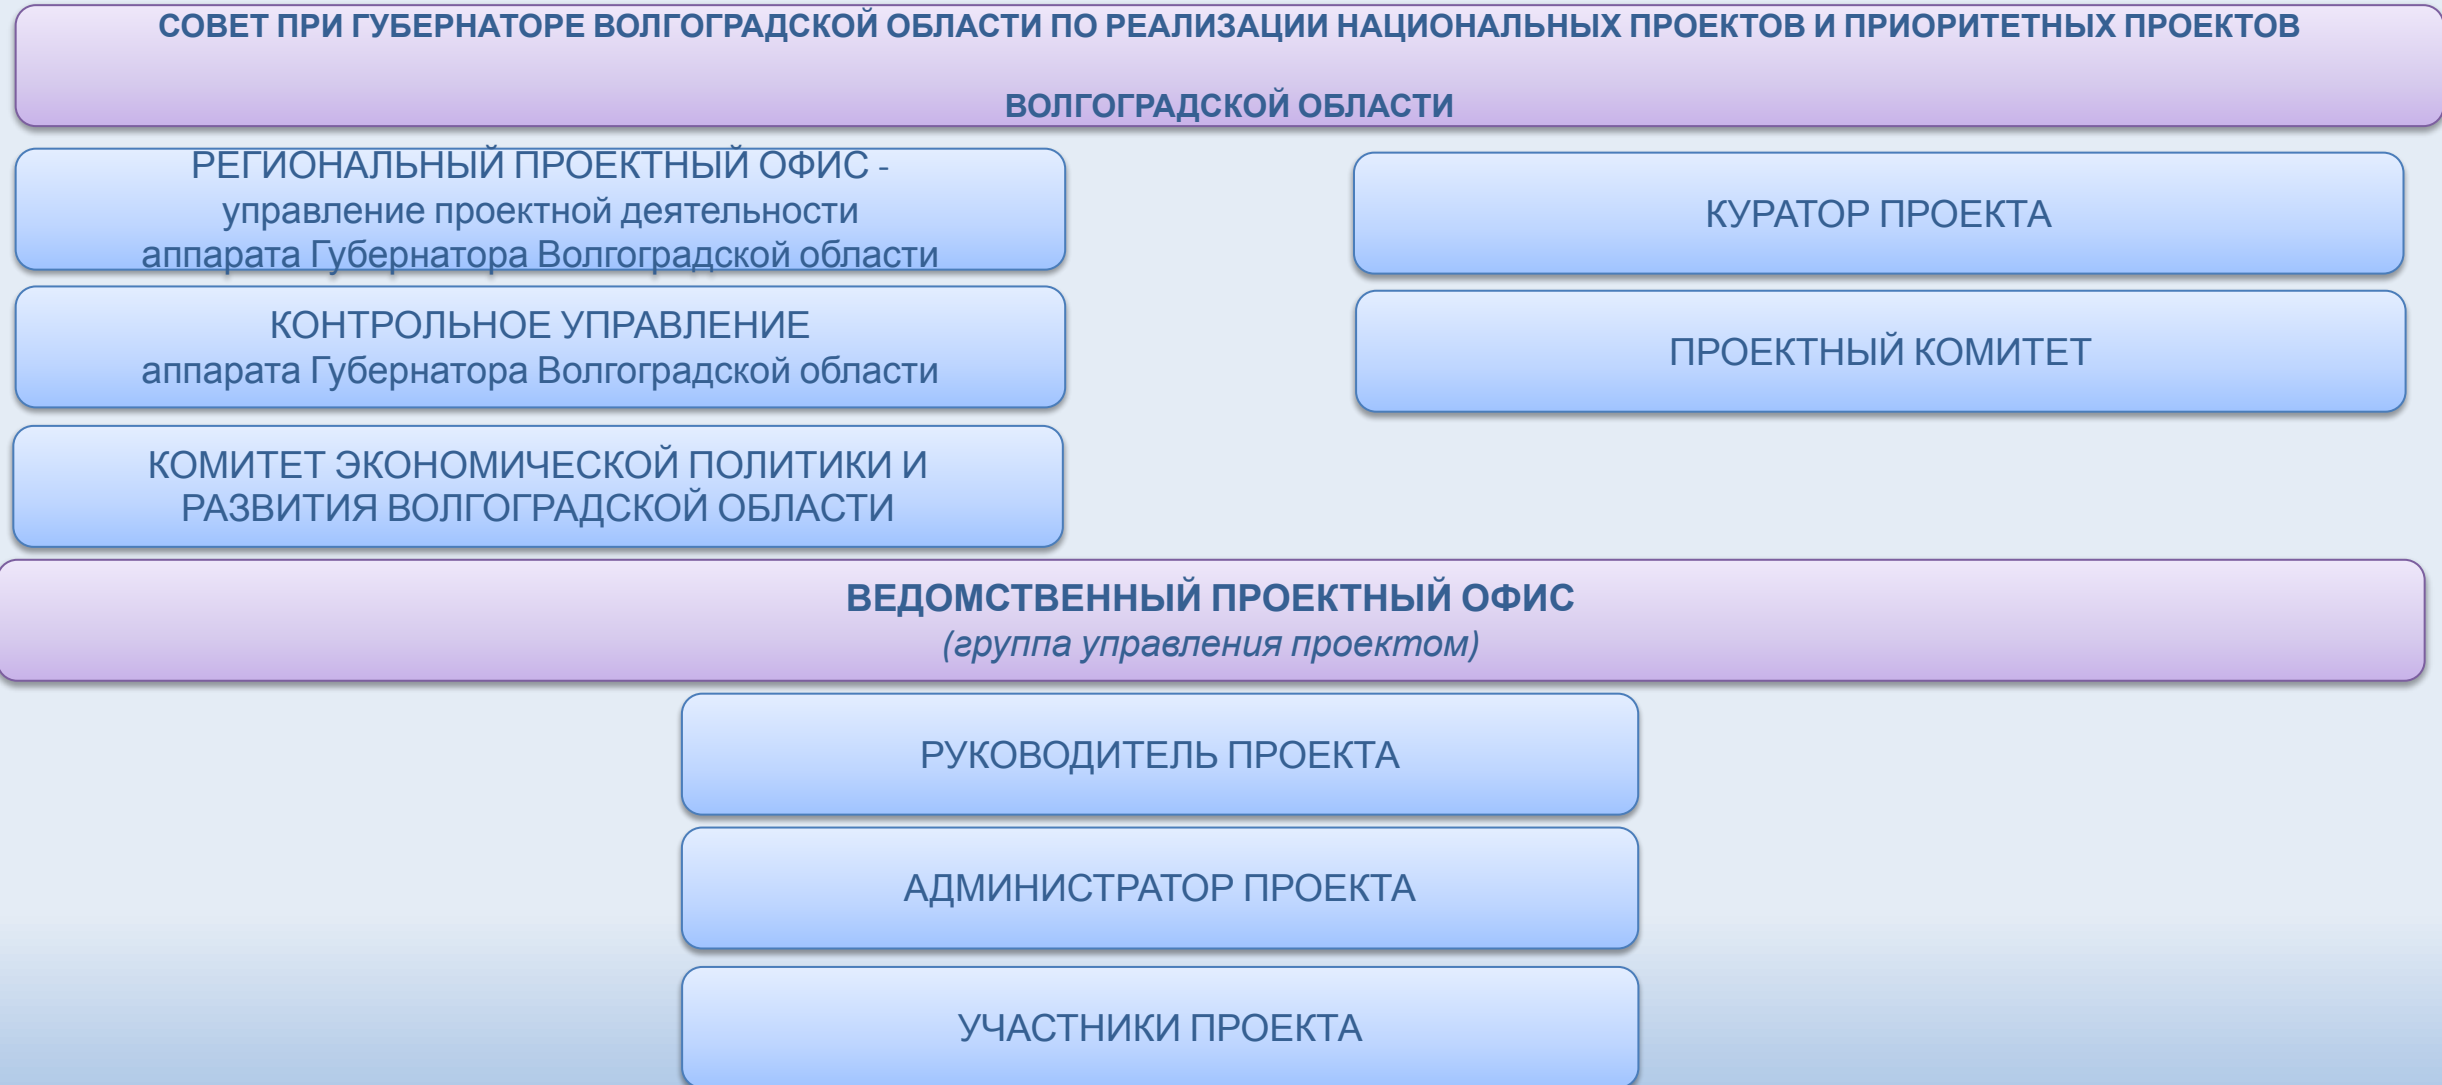 СОВЕТ ПРИ ГУБЕРНАТОРЕ ВОЛГОГРАДСКОЙ ОБЛАСТИ ПО РЕАЛИЗАЦИИ НАЦИОНАЛЬНЫХ ПРОЕКТОВ И ПРИОРИТЕТНЫХ ПРОЕКТОВ
ВОЛГОГРАДСКОЙ ОБЛАСТИ
РЕГИОНАЛЬНЫЙ ПРОЕКТНЫЙ ОФИС -
управление проектной деятельности
аппарата Губернатора Волгоградской области
КОНТРОЛЬНОЕ УПРАВЛЕНИЕ
аппарата Губернатора Волгоградской области
КОМИТЕТ ЭКОНОМИЧЕСКОЙ ПОЛИТИКИ И
РАЗВИТИЯ ВОЛГОГРАДСКОЙ ОБЛАСТИ
КУРАТОР ПРОЕКТА
ПРОЕКТНЫЙ КОМИТЕТ
ВЕДОМСТВЕННЫЙ ПРОЕКТНЫЙ ОФИС
(группа управления проектом)
РУКОВОДИТЕЛЬ ПРОЕКТА
АДМИНИСТРАТОР ПРОЕКТА
УЧАСТНИКИ ПРОЕКТА